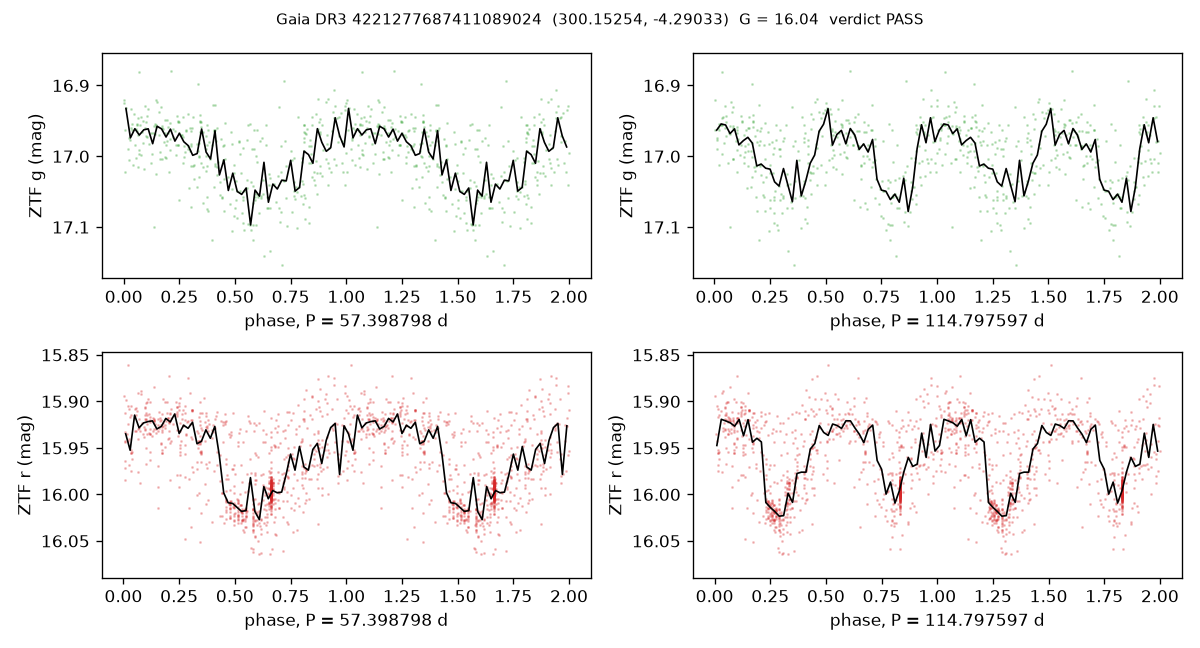 Gaia DR3 4221277687411089024 (300.15254, -4.29033) G = 16.04 verdict PASS
ZTF g (mag)
16.9
17.0
17.1
0.00 0.25 0.50 0.75 1.00 1.25 1.50 1.75 2.00
phase, P = 57.398798 d
ZTF g (mag)
16.9
17.0
17.1
0.00 0.25 0.50 0.75 1.00 1.25 1.50 1.75 2.00
phase, P = 114.797597 d
ZTF r (mag)
15.85
15.90
15.95
16.00
16.05
0.00 0.25 0.50 0.75 1.00 1.25 1.50 1.75 2.00
phase, P = 57.398798 d
ZTF r (mag)
15.85
15.90
15.95
16.00
16.05
0.00 0.25 0.50 0.75 1.00 1.25 1.50 1.75 2.00
phase, P = 114.797597 d